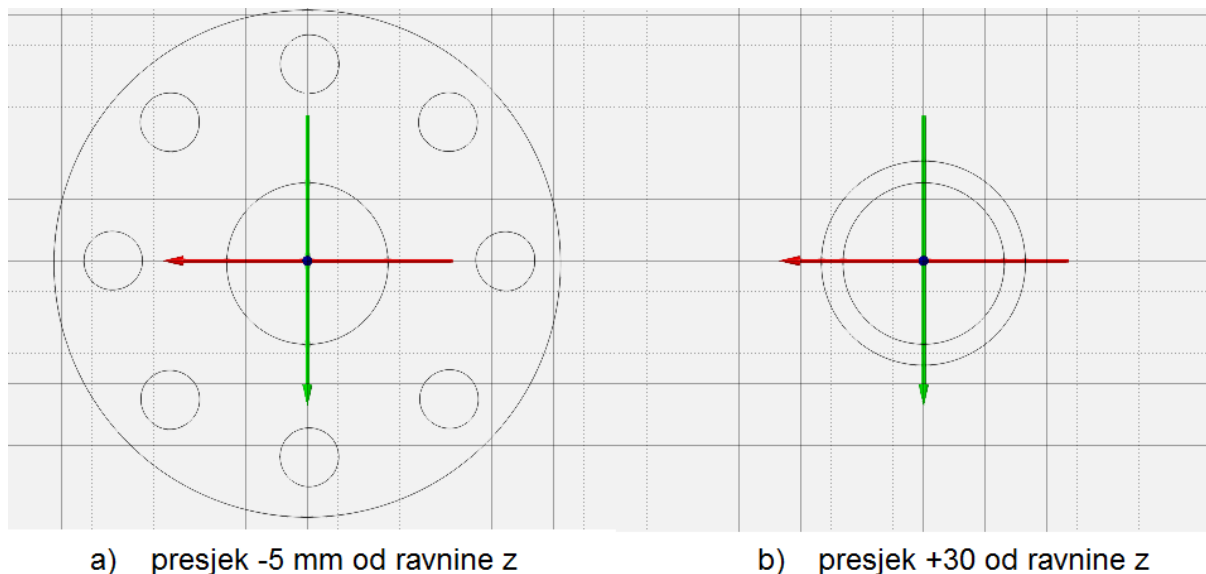 a) presjek -5 mm od ravnine z
b) presjek +30 od ravnine z